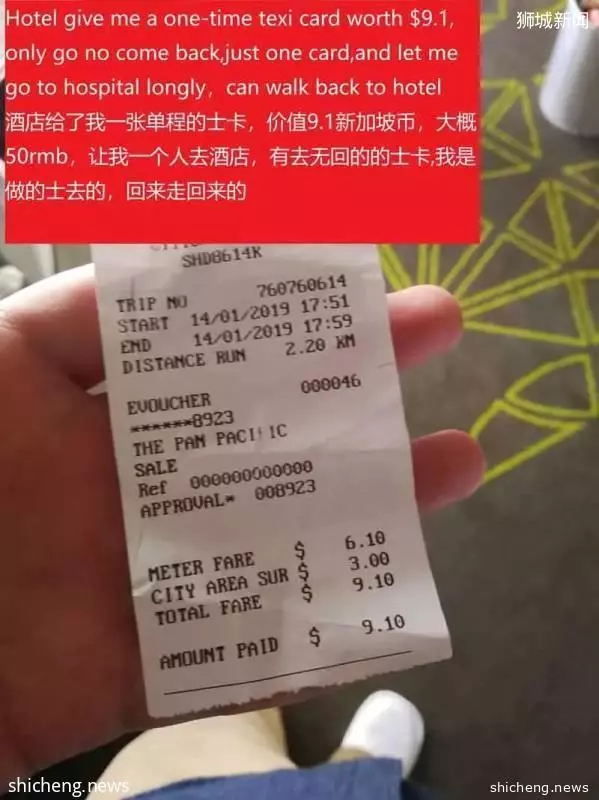 Hotel give me a one-time texi card worth $9.1,
only go no come back,just one card,and let me
go to hospital longly，can walk back to hotel
酒店给了我一张单程的士卡，价值9.1新加坡币，大概
50rmb，让我一个人去酒店，有去无回的的士卡,我是
做的士去的，回来走回来的
狮城新闻
SHD8614K
TRIP NO 760760614
START 14/01/2019 17:51
END 14/01/2019 17:59
DISTANCE RUN 2.20 KM
EVOUCHER 000046
******8923
THE PAN PACIFIC
SALE
Ref 000000000000
APPROVAL* 008923
METER FARE $ 6.10
CITY AREA SUR $ 3.00
TOTAL FARE $ 9.10
AMOUNT PAID $ 9.10
shicheng.news
shicheng.news